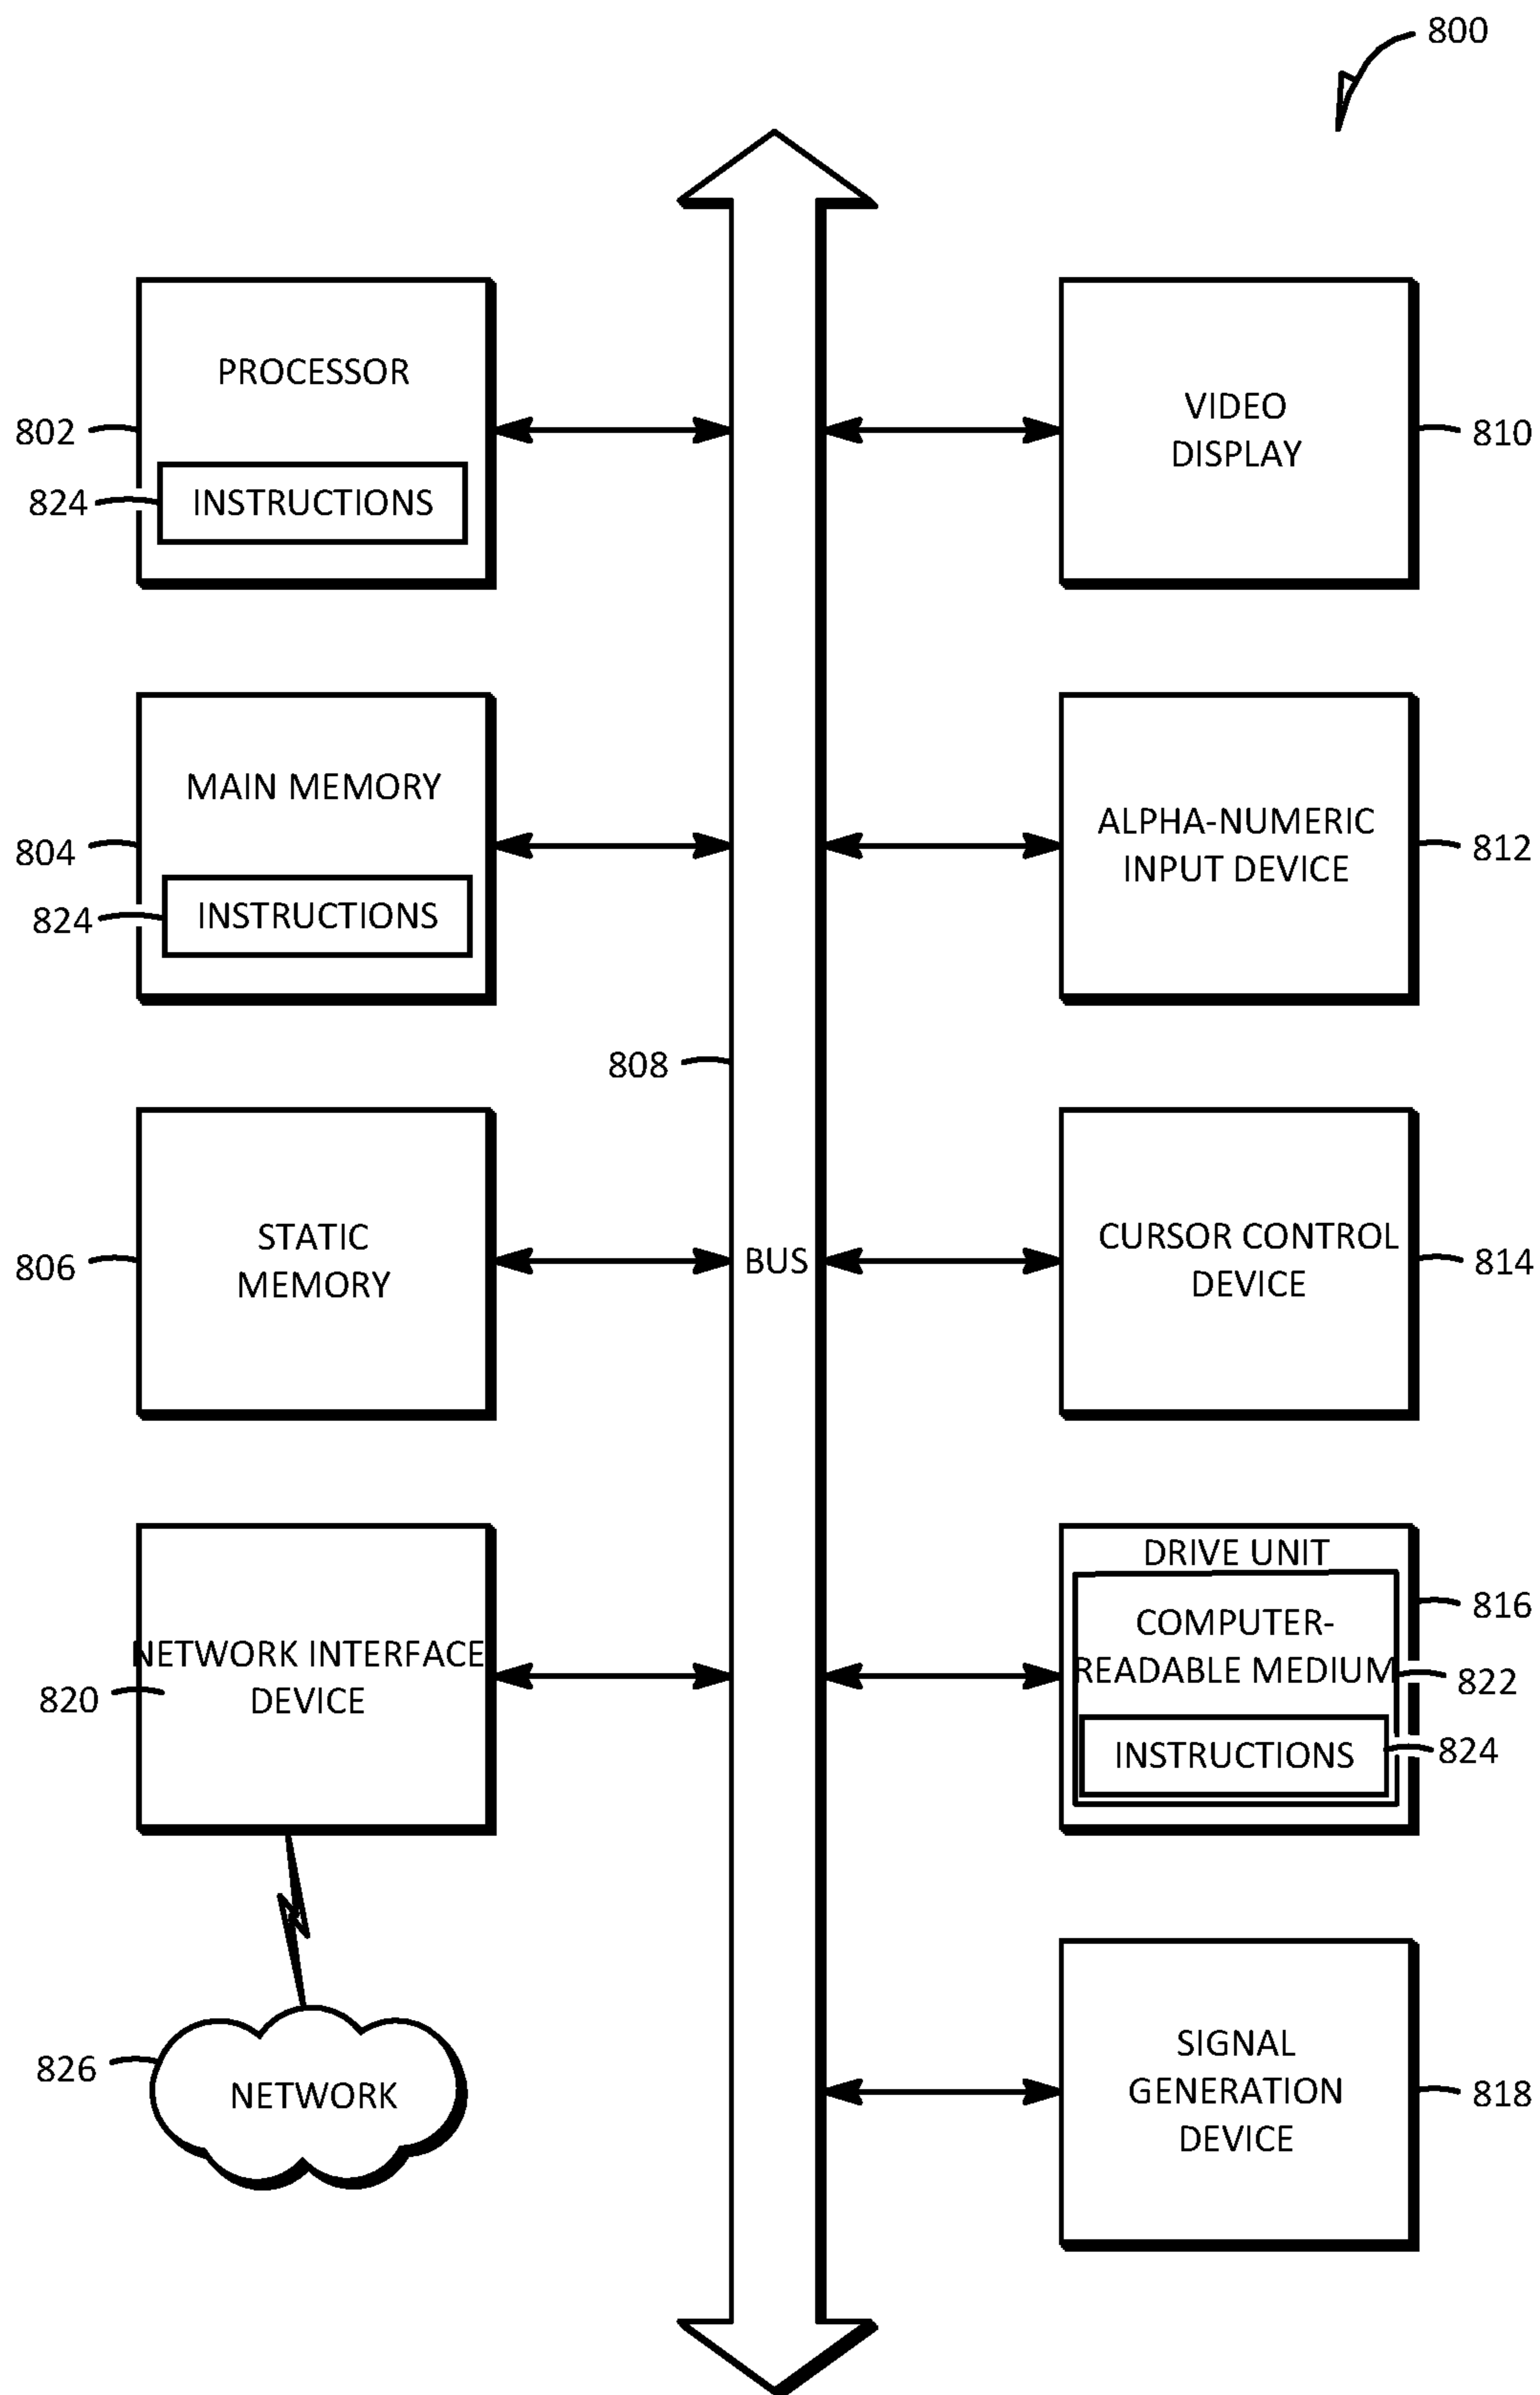 800
PROCESSOR
802
824
INSTRUCTIONS
VIDEO
DISPLAY
810
MAIN MEMORY
804
824
INSTRUCTIONS
ALPHA-NUMERIC
INPUT DEVICE
812
808
STATIC
MEMORY
806
BUS
CURSOR CONTROL
DEVICE
814
NETWORK INTERFACE
DEVICE
820
DRIVE UNIT
816
COMPUTER-
READABLE MEDIUM
822
INSTRUCTIONS
824
826
NETWORK
SIGNAL
GENERATION
DEVICE
818